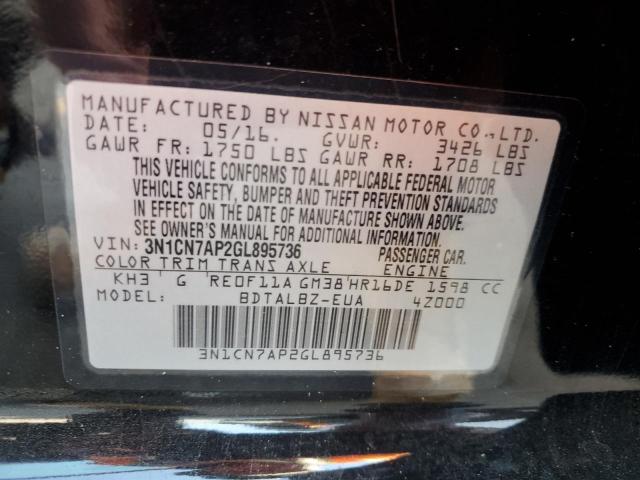 MANUFACTURED BY NISSAN MOTOR CO.,LTD.
DATE: 05/16. GVWR: 3426 LBS
GAWR FR: 1750 LBS GAWR RR: 1708 LBS
THIS VEHICLE CONFORMS TO ALL APPLICABLE FEDERAL MOTOR
VEHICLE SAFETY, BUMPER AND THEFT PREVENTION STANDARDS
IN EFFECT ON THE DATE OF MANUFACTURE SHOWN ABOVE.
SEE OWNER'S MANUAL FOR ADDITIONAL INFORMATION.
VIN: 3N1CN7AP2GL895736 PASSENGER CAR.
COLOR TRIM TRANS AXLE ENGINE
KH3 G RE0F11A GM38 HR16DE 1598 CC
MODEL: BDTALBZ-EUA 4Z000
3N1CN7AP2GL895736